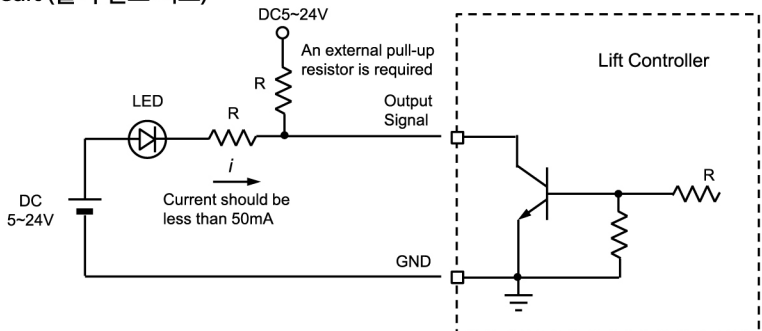 DC5~24V
An external pull-up
resistor is required
Lift Controller
R
LED
R
Output
Signal
R
i
Current should be
less than 50mA
DC
5~24V
GND